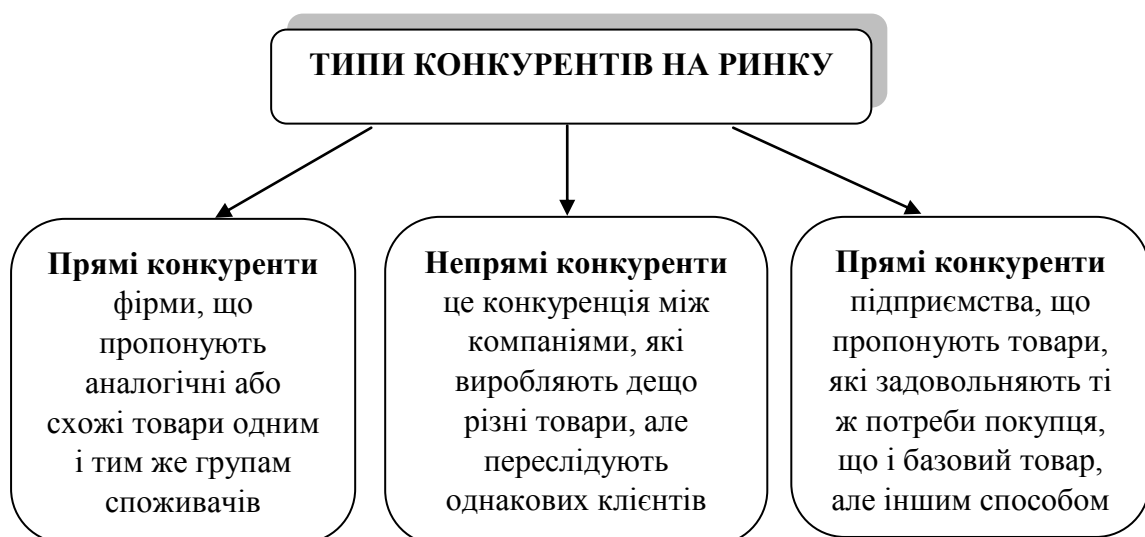 ТИПИ КОНКУРЕНТІВ НА РИНКУ
Прямі конкуренти
фірми, що
пропонують
аналогічні або
схожі товари одним
і тим же групам
споживачів
Непрямі конкуренти
це конкуренція між
компаніями, які
виробляють дещо
різні товари, але
переслідують
однакових клієнтів
Прямі конкуренти
підприємства, що
пропонують товари,
які задовольняють ті
ж потреби покупця,
що і базовий товар,
але іншим способом